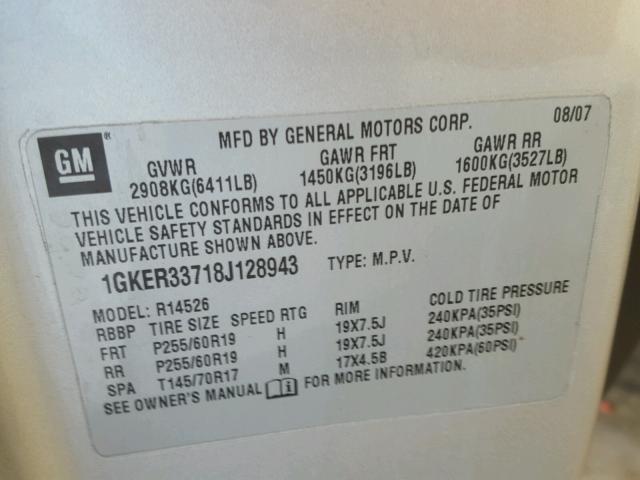 08/07
GM ®
MFD BY GENERAL MOTORS CORP.
GVWR GAWR FRT GAWR RR
2908KG(6411LB) 1450KG(3196LB) 1600KG(3527LB)
THIS VEHICLE CONFORMS TO ALL APPLICABLE U.S. FEDERAL MOTOR
VEHICLE SAFETY STANDARDS IN EFFECT ON THE DATE OF
MANUFACTURE SHOWN ABOVE.
1GKER33718J128943 TYPE: M.P.V.
MODEL: R14526
RBBP TIRE SIZE SPEED RTG RIM COLD TIRE PRESSURE
FRT P255/60R19 H 19X7.5J 240KPA(35PSI)
RR P255/60R19 H 19X7.5J 240KPA(35PSI)
SPA T145/70R17 M 17X4.5B 420KPA(60PSI)
SEE OWNER'S MANUAL i FOR MORE INFORMATION.